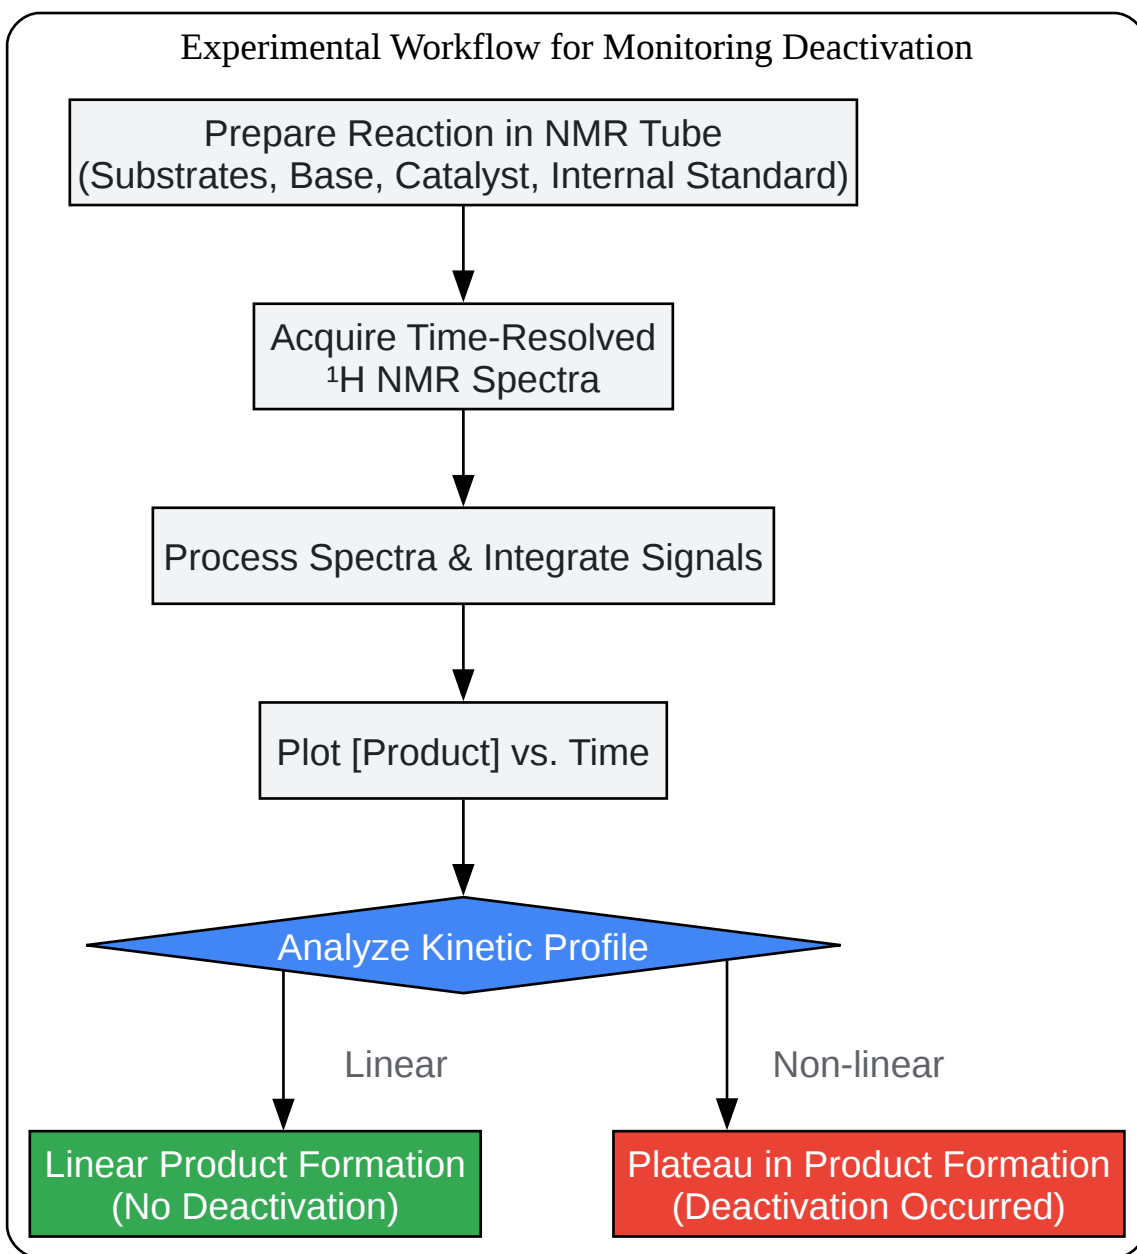 Experimental Workflow for Monitoring Deactivation
Prepare Reaction in NMR Tube
(Substrates, Base, Catalyst, Internal Standard)
Acquire Time-Resolved
¹H NMR Spectra
Process Spectra & Integrate Signals
Plot [Product] vs. Time
Analyze Kinetic Profile
Linear
Non-linear
Linear Product Formation
(No Deactivation)
Plateau in Product Formation
(Deactivation Occurred)